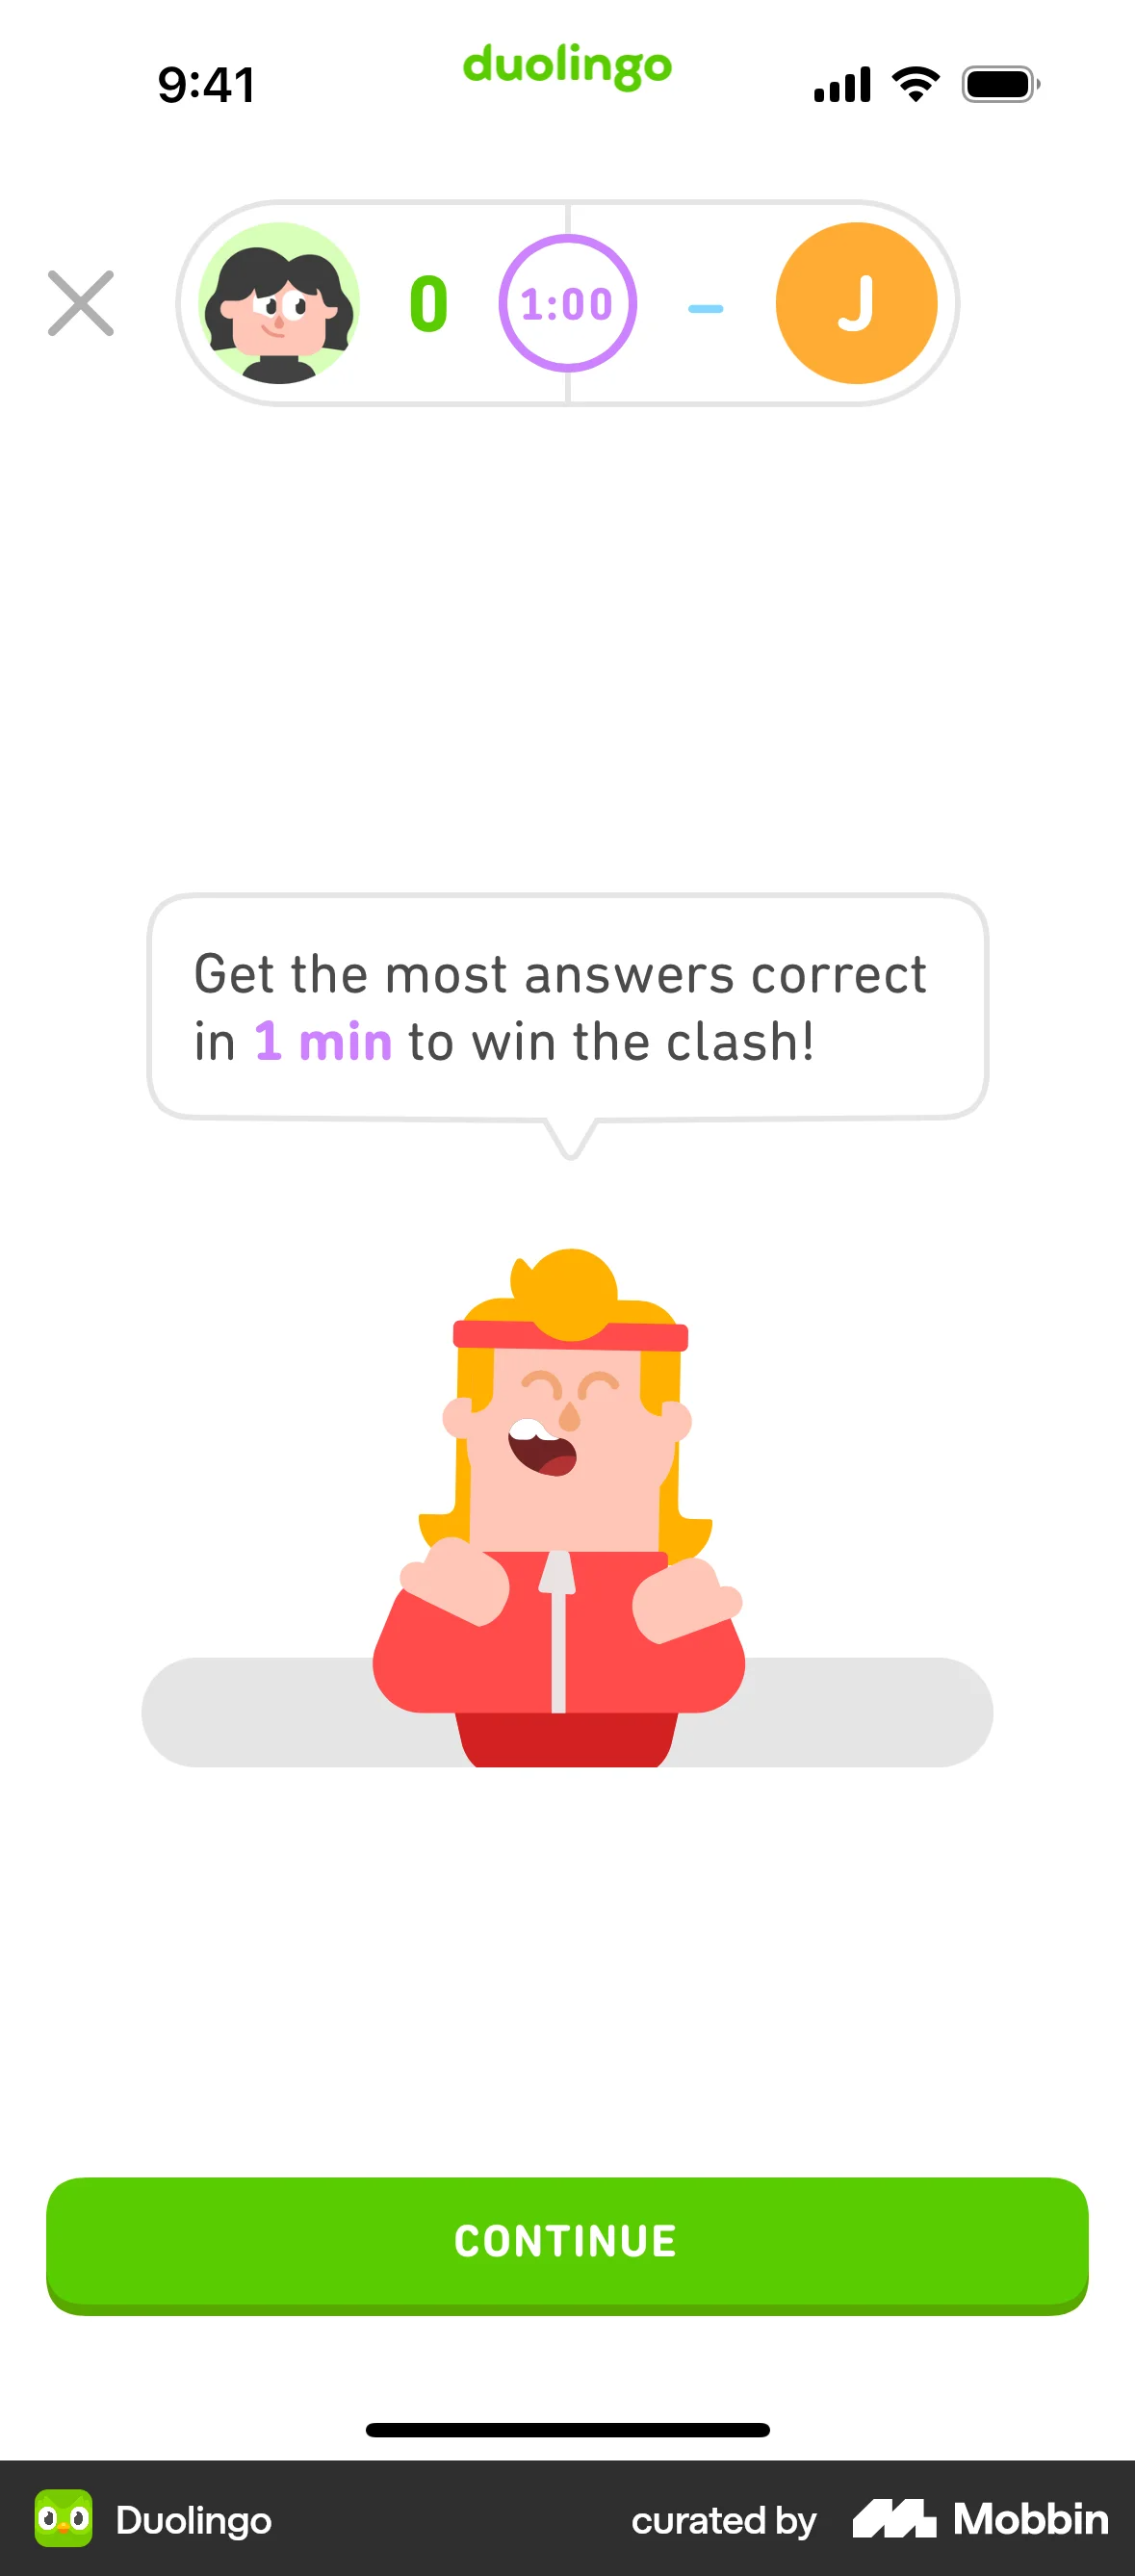 9:41
duolingo
0
1:00
-
J
Get the most answers correct
in 1 min to win the clash!
CONTINUE
Duolingo
curated by
Mobbin